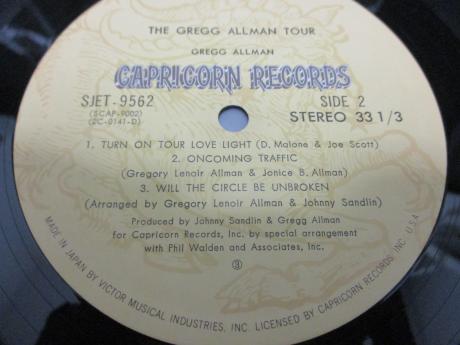 THE GREGG ALLMAN TOUR
GREGG ALLMAN
CAPRICORN RECORDS
SJET-9562
(SCAP-9002)
(2C-0141-D)
SIDE 2
STEREO 33 1/3
1. TURN ON TOUR LOVE LIGHT (D. Malone & Joe Scott)
2. ONCOMING TRAFFIC
(Gregory Lenoir Allman & Jonice B. Allman)
3. WILL THE CIRCLE BE UNBROKEN
(Arranged by Gregory Lenoir Allman & Johnny Sandlin)
Produced by Johnny Sandlin & Gregg Allman
for Capricorn Records, Inc. by special arrangement
with Phil Walden and Associates, Inc.
③
MADE IN JAPAN BY VICTOR MUSICAL INDUSTRIES, INC. LICENSED BY CAPRICORN RECORDS INC. U.S.A.